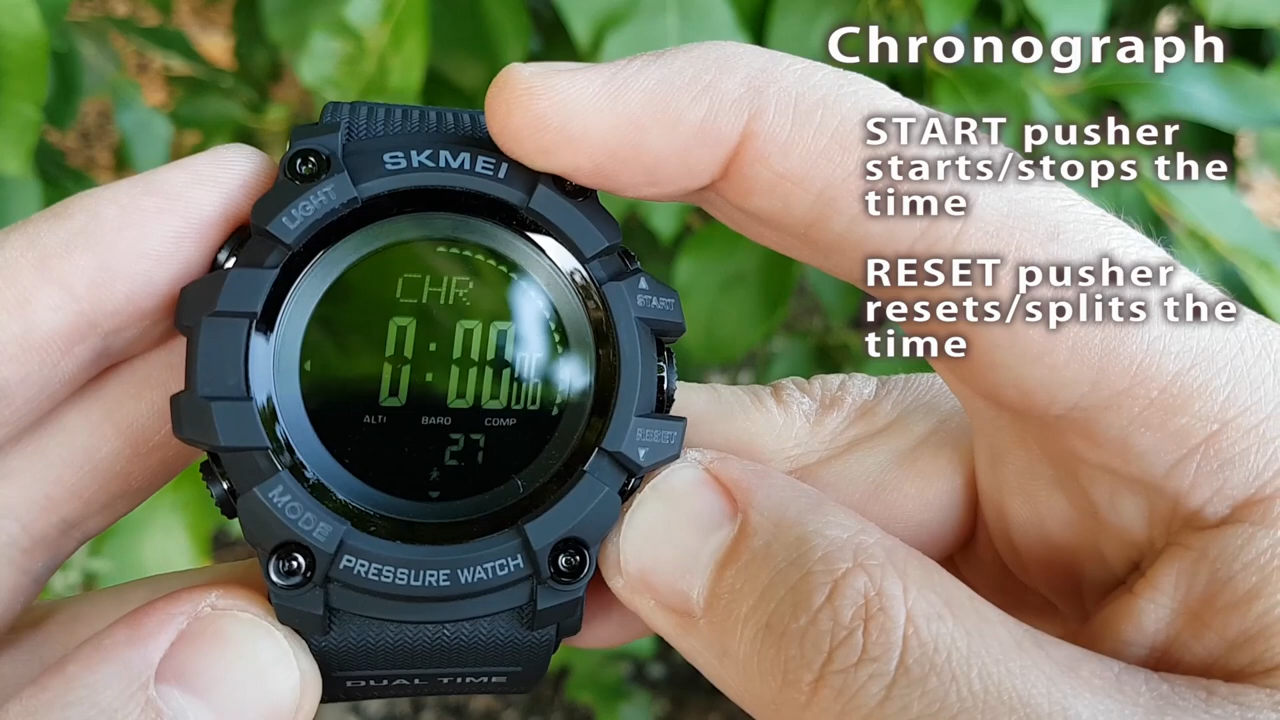 Chronograph
START pusher
starts/stops the
time
RESET pusher
resets/splits the
time
SKMEI
LIGHT
START
CHR
0:00 00
ALTI BARO COMP
27
RESET
MODE
PRESSURE WATCH
DUAL TIME